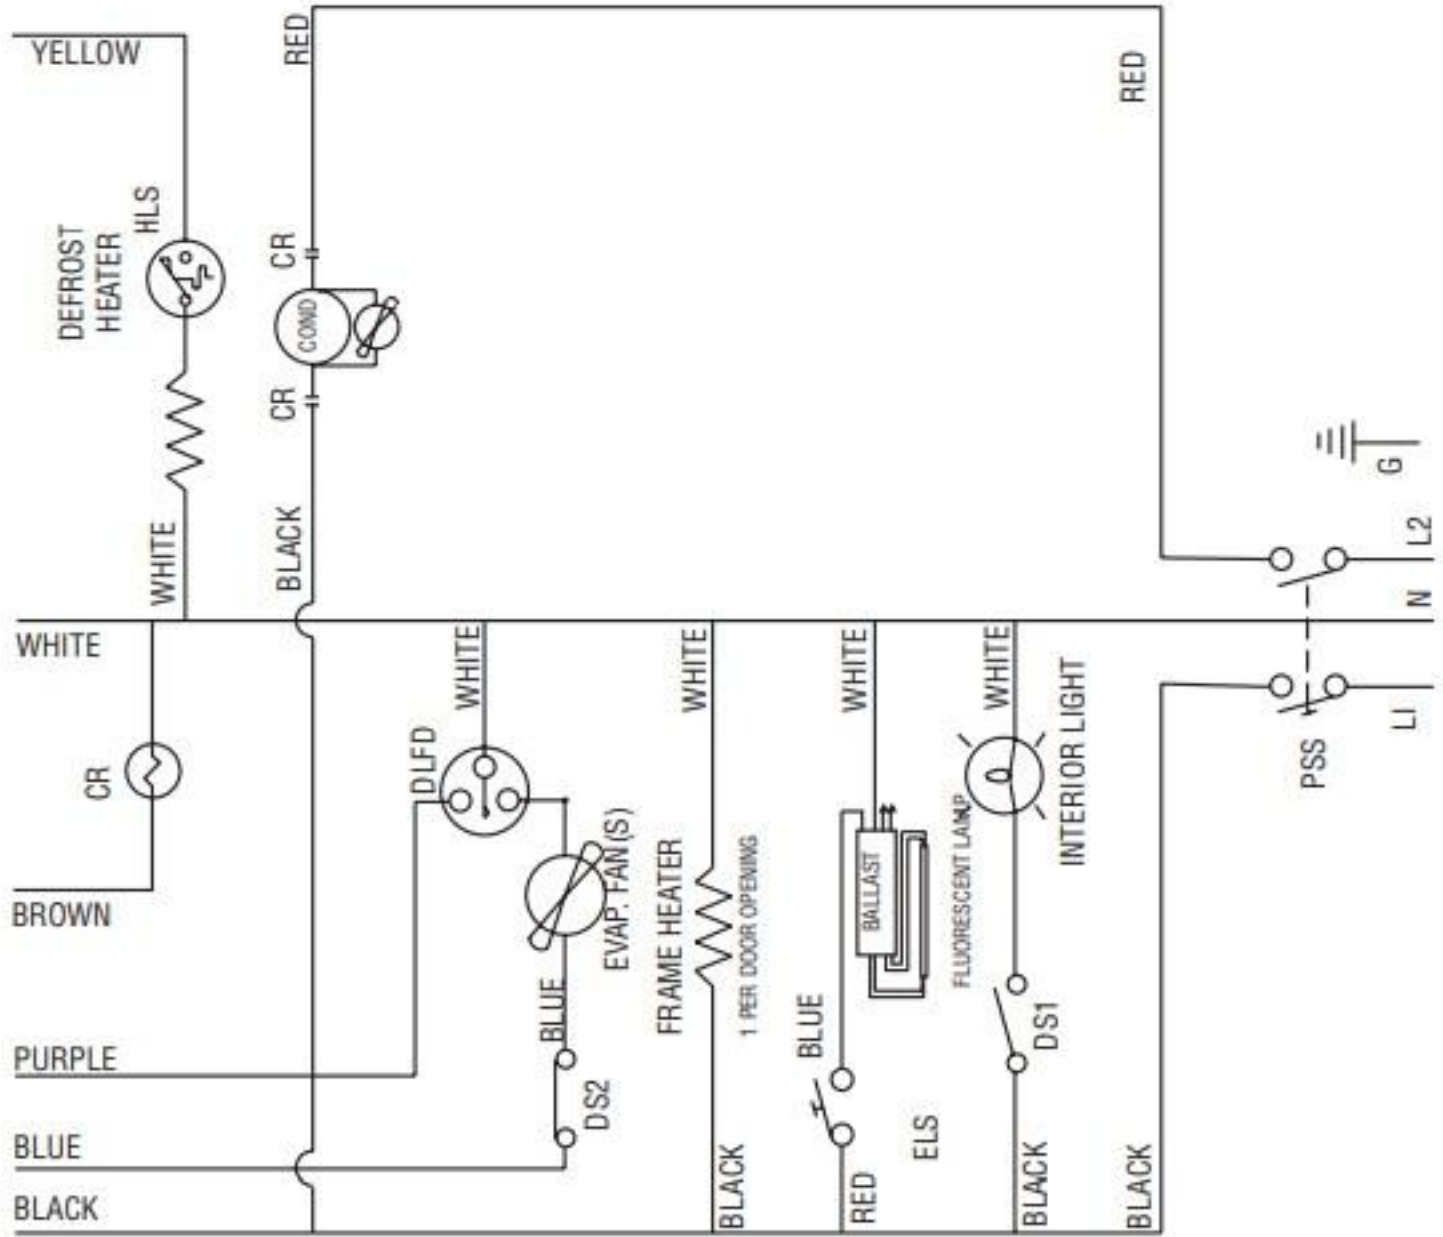 YELLOW
RED
RED
HLS
DEFROST
HEATER
CR
COND
CR
WHITE
BLACK
G
L2
N
WHITE
WHITE
WHITE
WHITE
WHITE
CR
DLFD
INTERIOR LIGHT
LI
PSS
BROWN
EVAP. FAN(S)
FRAME HEATER
1 PER DOOR OPENING
BALLAST
FLUORESCENT LAMP
PURPLE
BLUE
DS2
BLUE
DS1
BLUE
ELS
BLACK
BLACK
RED
BLACK
BLACK